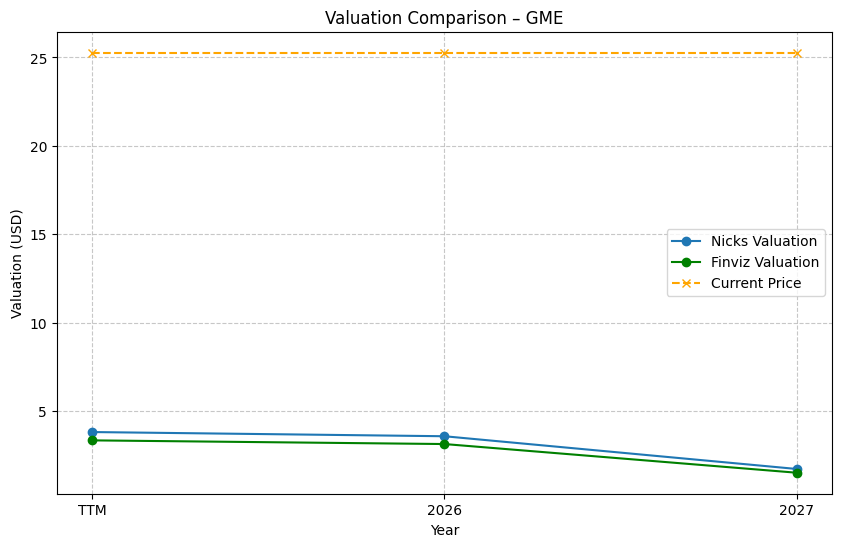 Valuation Comparison – GME
Valuation (USD)
25
20
15
10
5
Nicks Valuation
Finviz Valuation
Current Price
TTM
2026
2027
Year